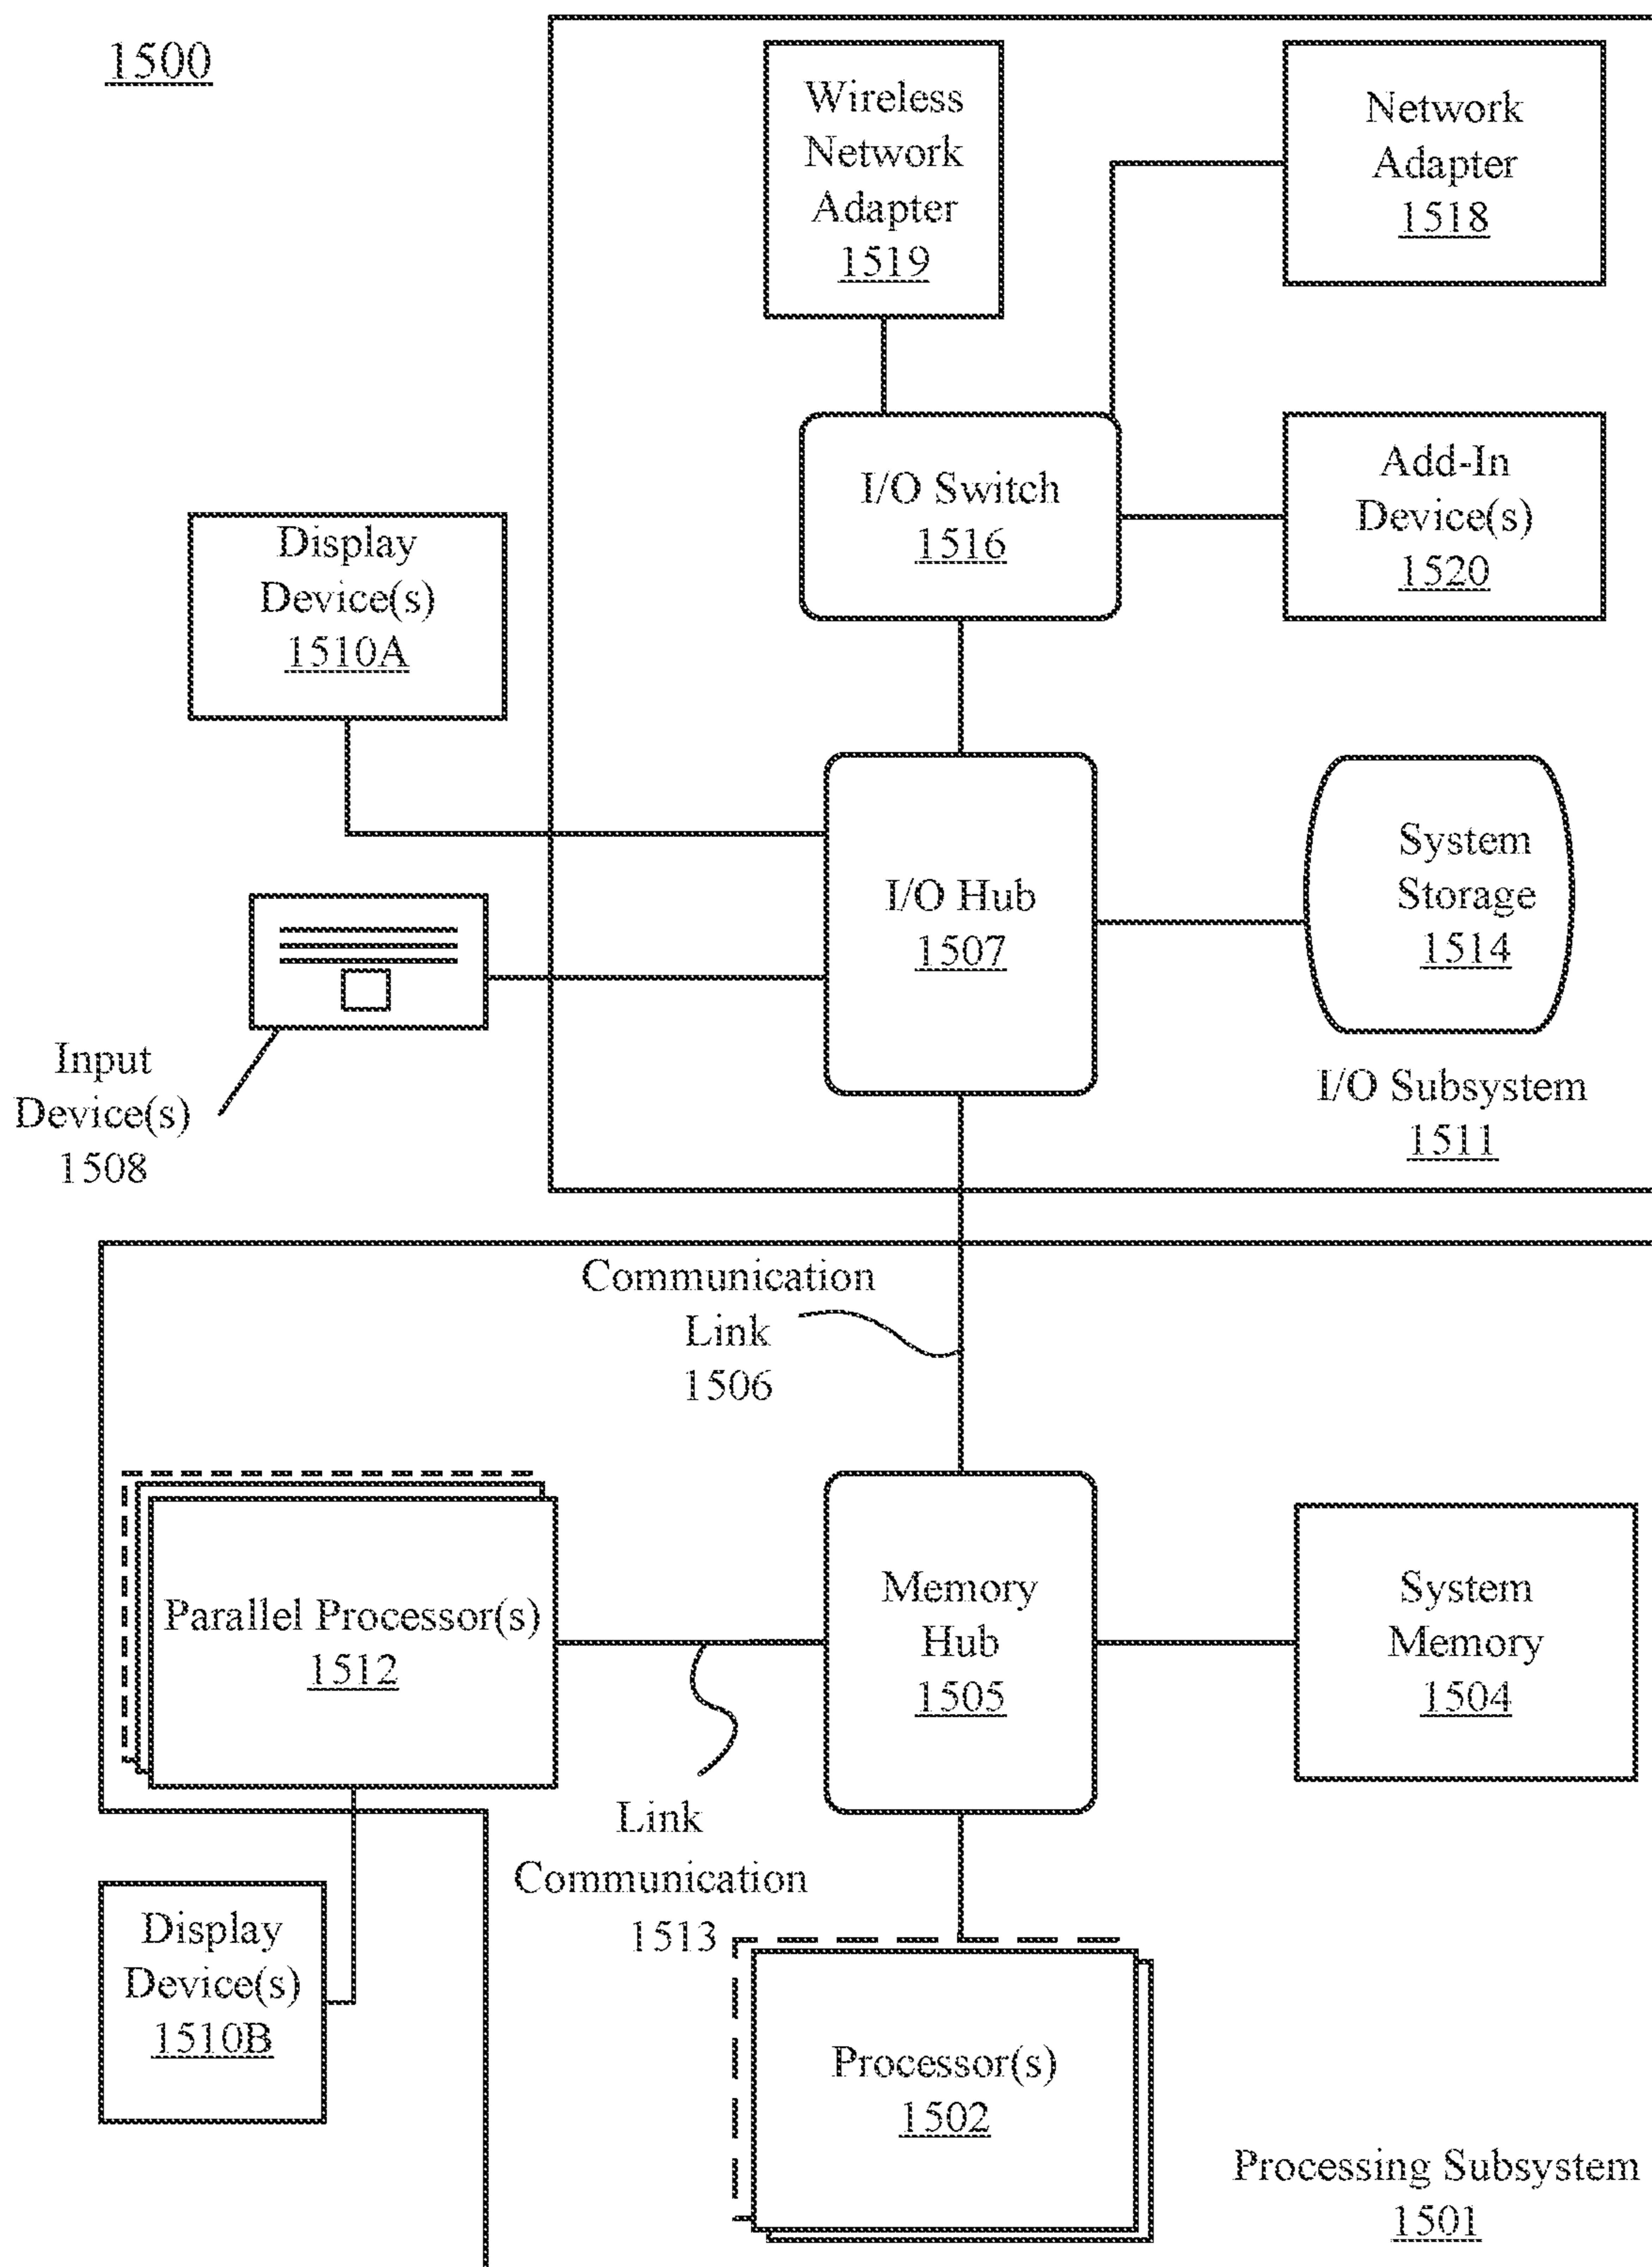 1500
Wireless
Network
Adapter
1519
Network
Adapter
1518
I/O Switch
1516
Add-In
Device(s)
1520
Display
Device(s)
1510A
I/O Hub
1507
System
Storage
1514
Input
Device(s)
1508
I/O Subsystem
1511
Communication
Link
1506
Parallel Processor(s)
1512
Memory
Hub
1505
System
Memory
1504
Link
Communication
1513
Display
Device(s)
1510B
Processor(s)
1502
Processing Subsystem
1501